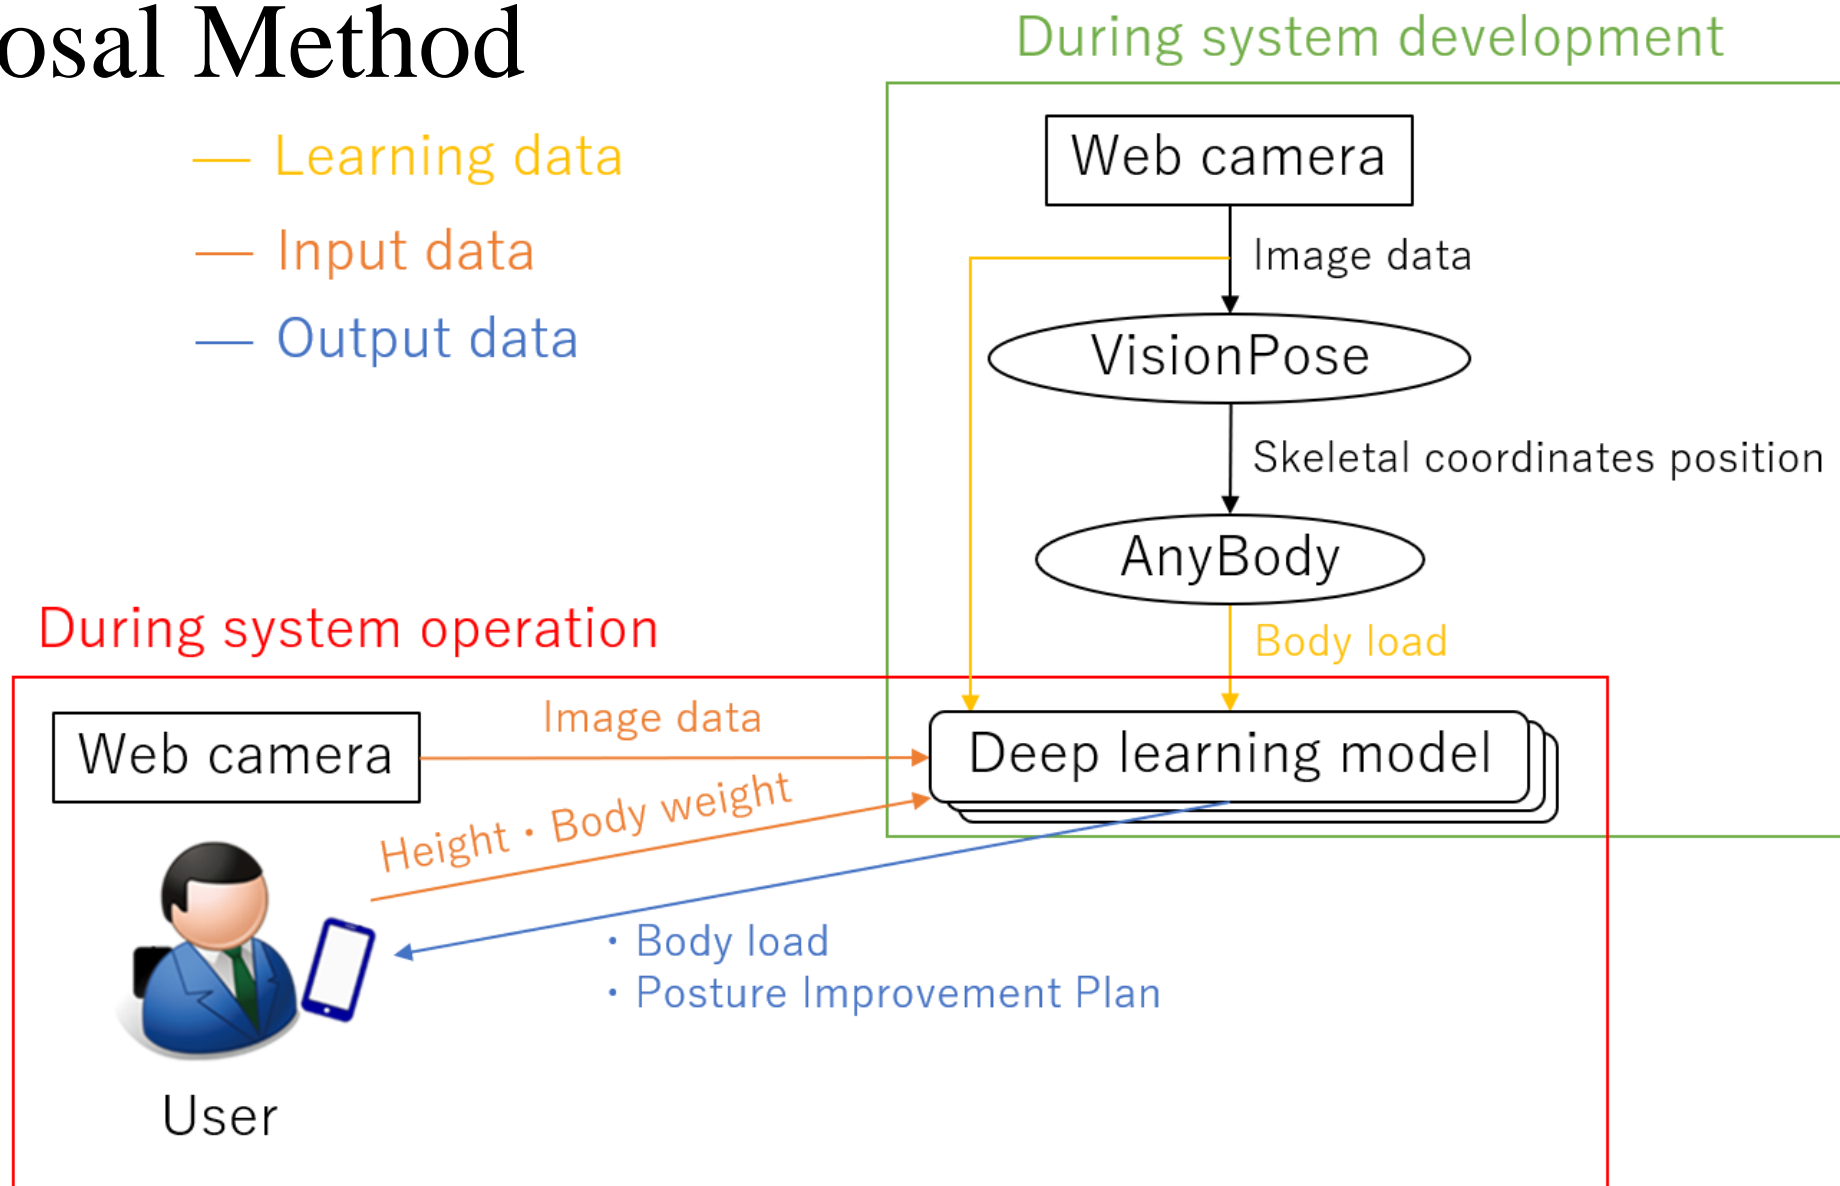 osal Method
During system development
Learning data
Input data
Output data
Web camera
Image data
VisionPose
Skeletal coordinates position
AnyBody
Body load
During system operation
Web camera
Image data
Deep learning model
Height・Body weight
・Body load
・Posture Improvement Plan
User